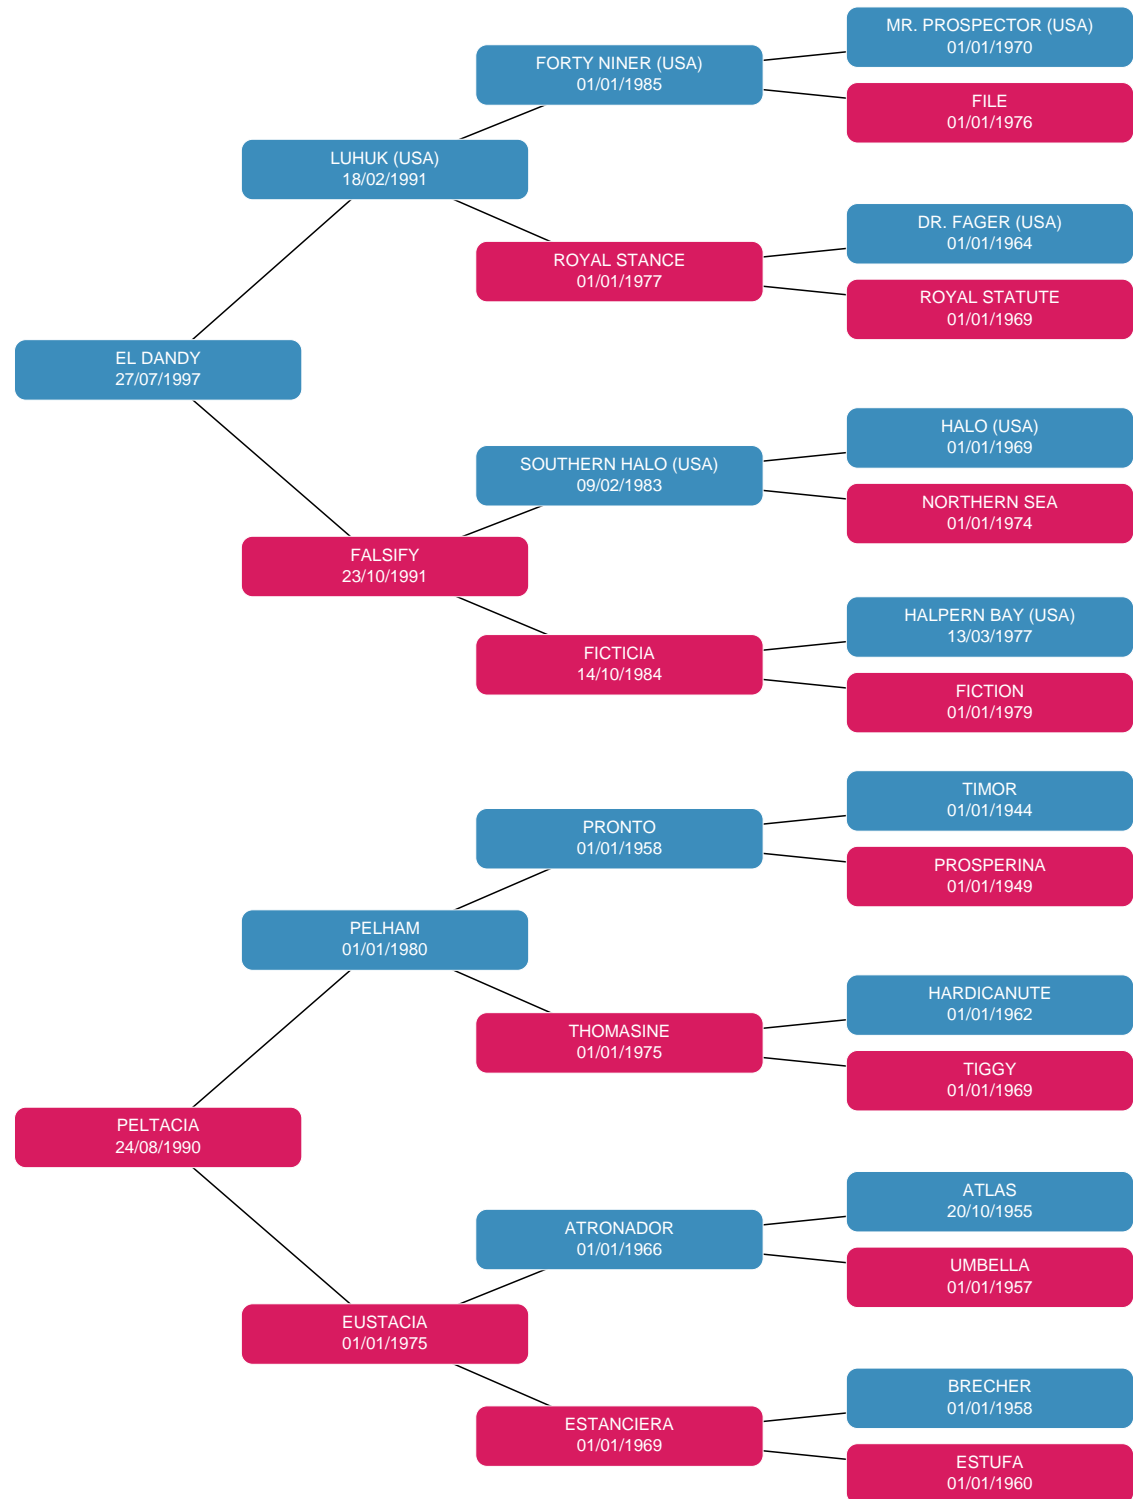 MR. PROSPECTOR (USA)
01/01/1970
FORTY NINER (USA)
01/01/1985
FILE
01/01/1976
LUHUK (USA)
18/02/1991
DR. FAGER (USA)
01/01/1964
ROYAL STANCE
01/01/1977
ROYAL STATUTE
01/01/1969
EL DANDY
27/07/1997
HALO (USA)
01/01/1969
SOUTHERN HALO (USA)
09/02/1983
NORTHERN SEA
01/01/1974
FALSIFY
23/10/1991
HALPERN BAY (USA)
13/03/1977
FICTICIA
14/10/1984
FICTION
01/01/1979
TIMOR
01/01/1944
PRONTO
01/01/1958
PROSPERINA
01/01/1949
PELHAM
01/01/1980
HARDICANUTE
01/01/1962
THOMASINE
01/01/1975
TIGGY
01/01/1969
PELTACIA
24/08/1990
ATLAS
20/10/1955
ATRONADOR
01/01/1966
UMBELLA
01/01/1957
EUSTACIA
01/01/1975
BRECHER
01/01/1958
ESTANCIERA
01/01/1969
ESTUFA
01/01/1960